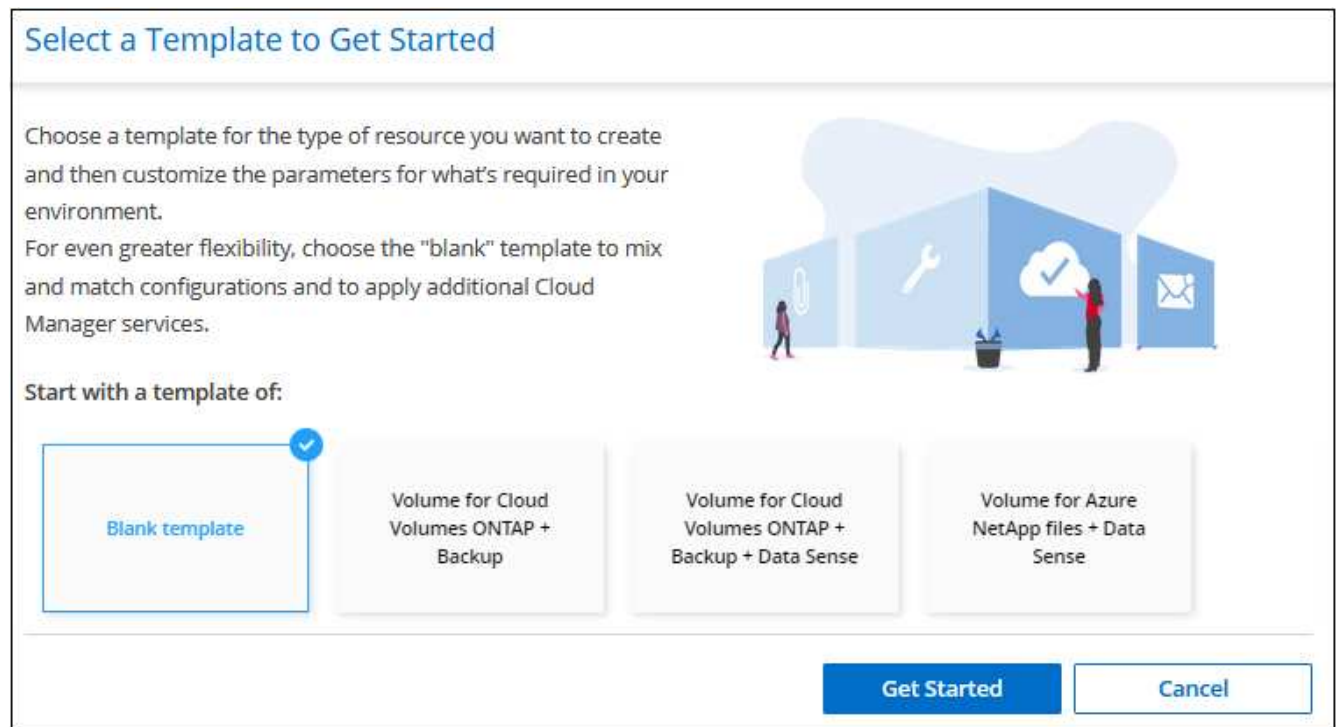 Select a Template to Get Started
Choose a template for the type of resource you want to create
and then customize the parameters for what's required in your
environment.
For even greater flexibility, choose the "blank" template to mix
and match configurations and to apply additional Cloud
Manager services.
Start with a template of:
Blank template
Volume for Cloud
Volumes ONTAP +
Backup
Volume for Cloud
Volumes ONTAP +
Backup + Data Sense
Volume for Azure
NetApp files + Data
Sense
Get Started
Cancel